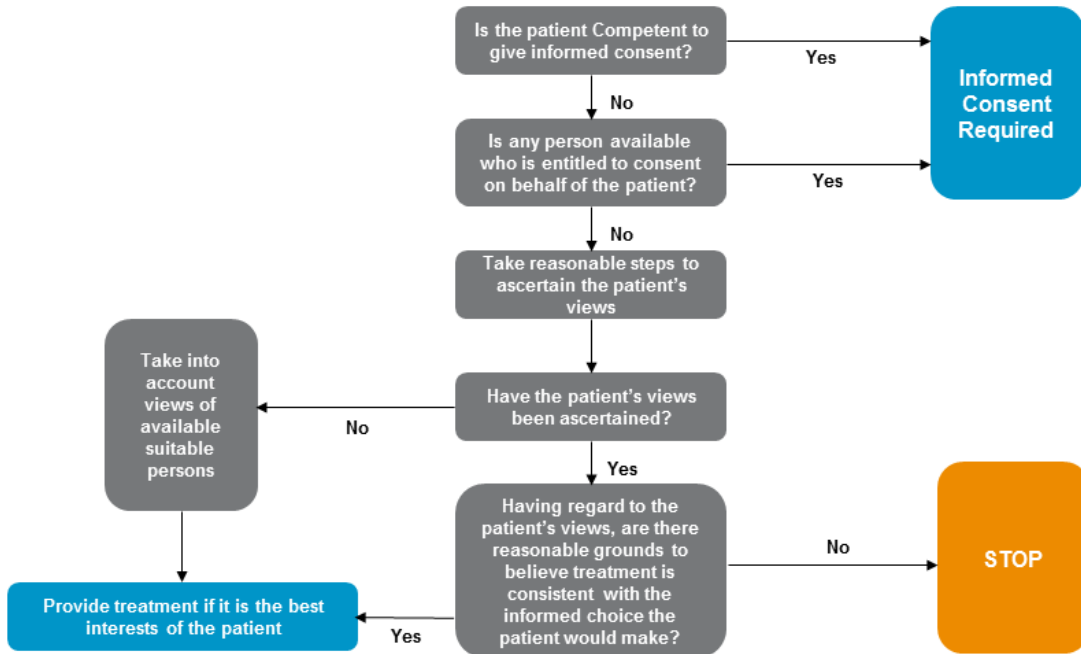 Is the patient Competent to
give informed consent?
Yes
Informed
Consent
Required
No
Is any person available
who is entitled to consent
on behalf of the patient?
Yes
No
Take reasonable steps to
ascertain the patient's
views
Take into
account
views of
available
suitable
persons
Have the patient's views
been ascertained?
No
Yes
Having regard to the
patient's views, are there
reasonable grounds to
believe treatment is
consistent with the
informed choice the
patient would make?
No
STOP
Provide treatment if it is the best
interests of the patient
Yes